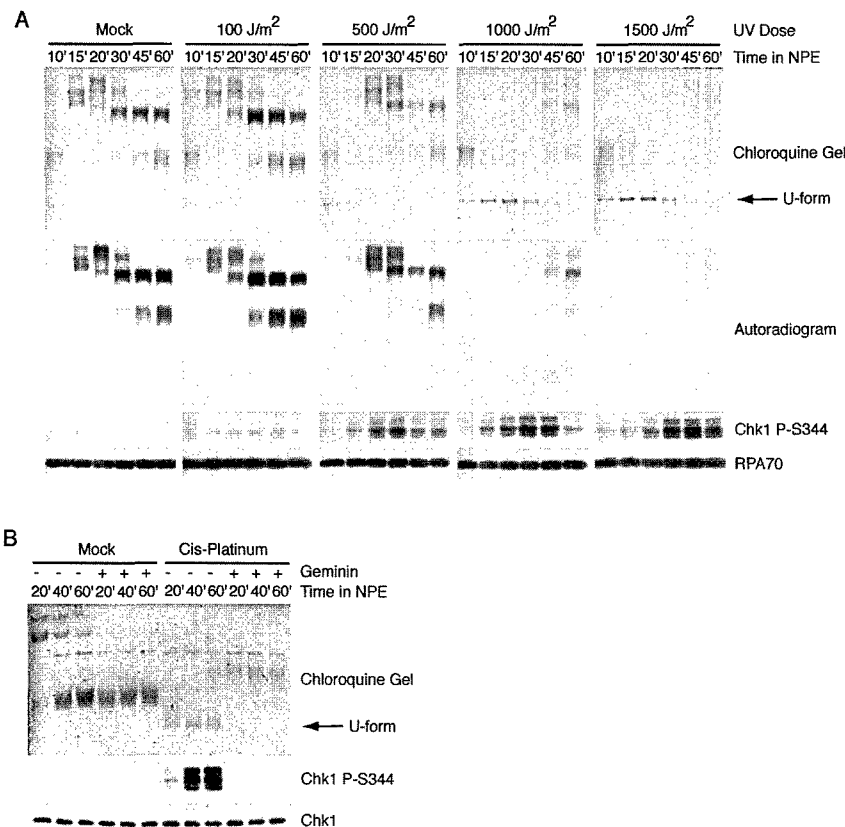 A
Mock 100 J/m² 500 J/m² 1000 J/m² 1500 J/m² UV Dose
10' 15' 20' 30' 45' 60' 10' 15' 20' 30' 45' 60' 10' 15' 20' 30' 45' 60' 10' 15' 20' 30' 45' 60' 10' 15' 20' 30' 45' 60' Time in NPE
Chloroquine Gel
U-form
Autoradiogram
Chk1 P-S344
RPA70
B
Mock Cis-Platinum
- - - + + + - - - + + + Geminin
20' 40' 60' 20' 40' 60' 20' 40' 60' 20' 40' 60' Time in NPE
Chloroquine Gel
U-form
Chk1 P-S344
Chk1